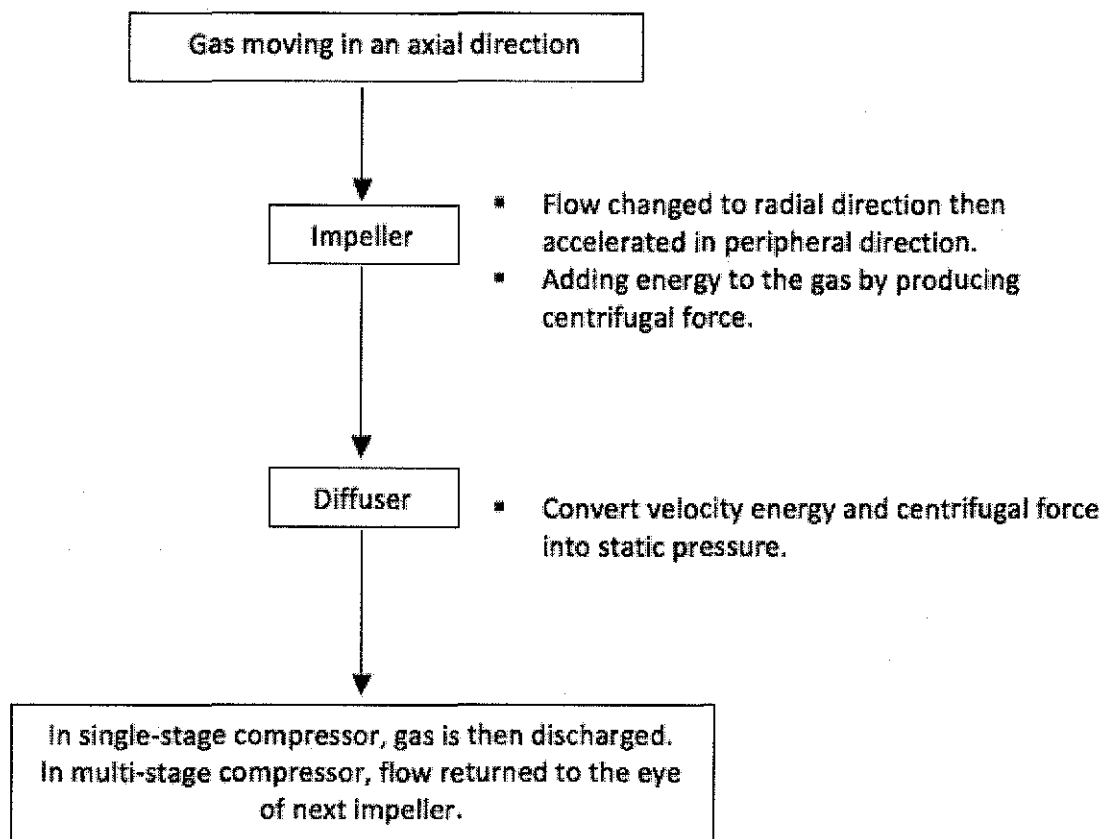 Gas moving in an axial direction
Impeller
▪ Flow changed to radial direction then
accelerated in peripheral direction.
▪ Adding energy to the gas by producing
centrifugal force.
Diffuser
▪ Convert velocity energy and centrifugal force
into static pressure.
In single-stage compressor, gas is then discharged.
In multi-stage compressor, flow returned to the eye
of next impeller.